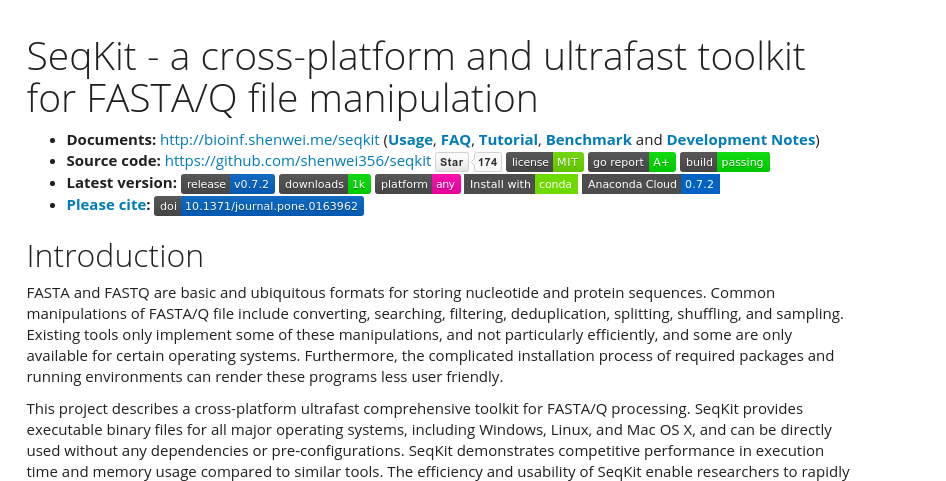 SeqKit - a cross-platform and ultrafast toolkit
for FASTA/Q file manipulation
Documents: http://bioinf.shenwei.me/seqkit (Usage, FAQ, Tutorial, Benchmark and Development Notes)
Source code: https://github.com/shenwei356/seqkit Star 174 license MIT go report A+ build passing
Latest version: release v0.7.2 downloads 1k platform any Install with conda Anaconda Cloud 0.7.2
Please cite: doi 10.1371/journal.pone.0163962
Introduction
FASTA and FASTQ are basic and ubiquitous formats for storing nucleotide and protein sequences. Common
manipulations of FASTA/Q file include converting, searching, filtering, deduplication, splitting, shuffling, and sampling.
Existing tools only implement some of these manipulations, and not particularly efficiently, and some are only
available for certain operating systems. Furthermore, the complicated installation process of required packages and
running environments can render these programs less user friendly.
This project describes a cross-platform ultrafast comprehensive toolkit for FASTA/Q processing. SeqKit provides
executable binary files for all major operating systems, including Windows, Linux, and Mac OS X, and can be directly
used without any dependencies or pre-configurations. SeqKit demonstrates competitive performance in execution
time and memory usage compared to similar tools. The efficiency and usability of SeqKit enable researchers to rapidly